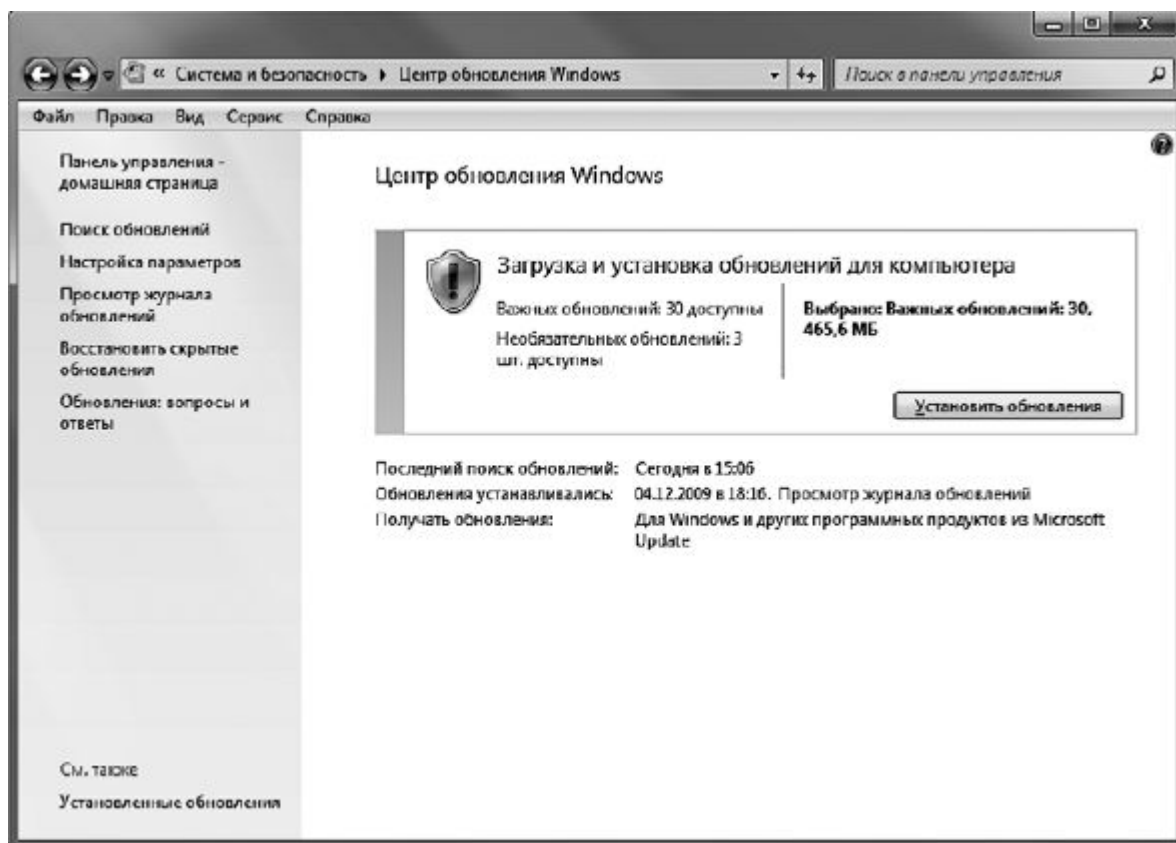 « Система и безопасность ▸ Центр обновления Windows
Поиск в панели управления
Файл Правка Вид Сервис Справка
Панель управления -
домашняя страница
Поиск обновлений
Настройка параметров
Просмотр журнала
обновлений
Восстановить скрытые
обновления
Обновления: вопросы и
ответы
См. также
Установленные обновления
Центр обновления Windows
Загрузка и установка обновлений для компьютера
Важных обновлений: 30 доступны
Необязательных обновлений: 3
шт. доступны
Выбрано: Важных обновлений: 30,
465,6 МБ
Установить обновления
Последний поиск обновлений: Сегодня в 15:06
Обновления устанавливались: 04.12.2009 в 18:16. Просмотр журнала обновлений
Получать обновления: Для Windows и других программных продуктов из Microsoft
Update